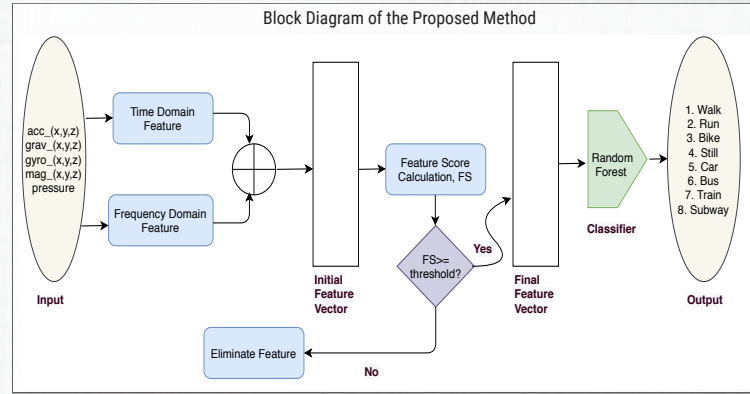 Block Diagram of the Proposed Method
acc_(x,y,z)
grav_(x,y,z)
gyro_(x,y,z)
mag_(x,y,z)
pressure
Input
Time Domain
Feature
Frequency Domain
Feature
Initial
Feature
Vector
Feature Score
Calculation, FS
FS>=
threshold?
Yes
No
Eliminate Feature
Final
Feature
Vector
Random
Forest
Classifier
1. Walk
2. Run
3. Bike
4. Still
5. Car
6. Bus
7. Train
8. Subway
Output